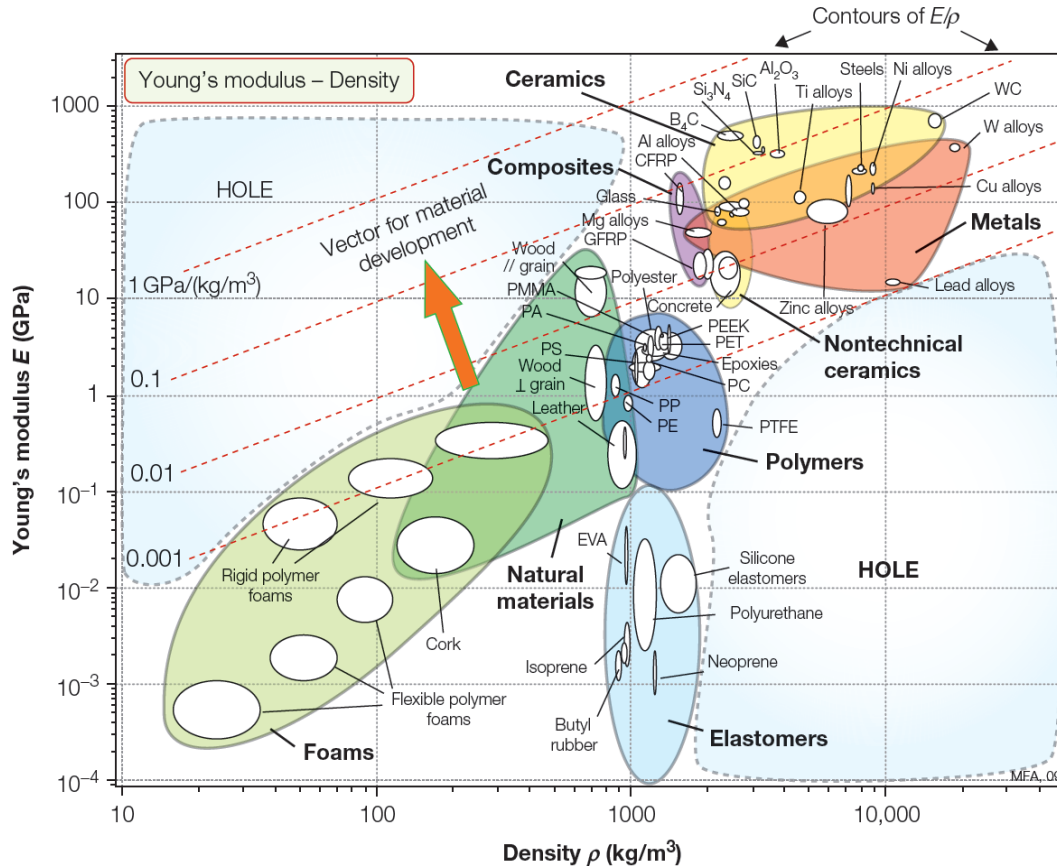 Contours of E/ρ
Young's modulus – Density
Ceramics
Si₃N₄
SiC
Al₂O₃
Steels
Ni alloys
Ti alloys
WC
B₄C
W alloys
Al alloys
CFRP
Composites
HOLE
Glass
Cu alloys
Vector for material
development
Mg alloys
Metals
GFRP
Wood
// grain
Polyester
1 GPa/(kg/m³)
PMMA
Concrete
Zinc alloys
Lead alloys
PA
PEEK
PET
Nontechnical
ceramics
PS
Epoxies
0.1
Wood
⊥ grain
PC
Leather
PP
PE
PTFE
0.01
Polymers
0.001
EVA
Silicone
elastomers
HOLE
Rigid polymer
foams
Natural
materials
Polyurethane
Cork
Isoprene
Neoprene
Flexible polymer
foams
Butyl
rubber
Foams
Elastomers
MFA, 09
1000
100
10
1
10⁻¹
10⁻²
10⁻³
10⁻⁴
Young's modulus E (GPa)
10
100
1000
10,000
Density ρ (kg/m³)